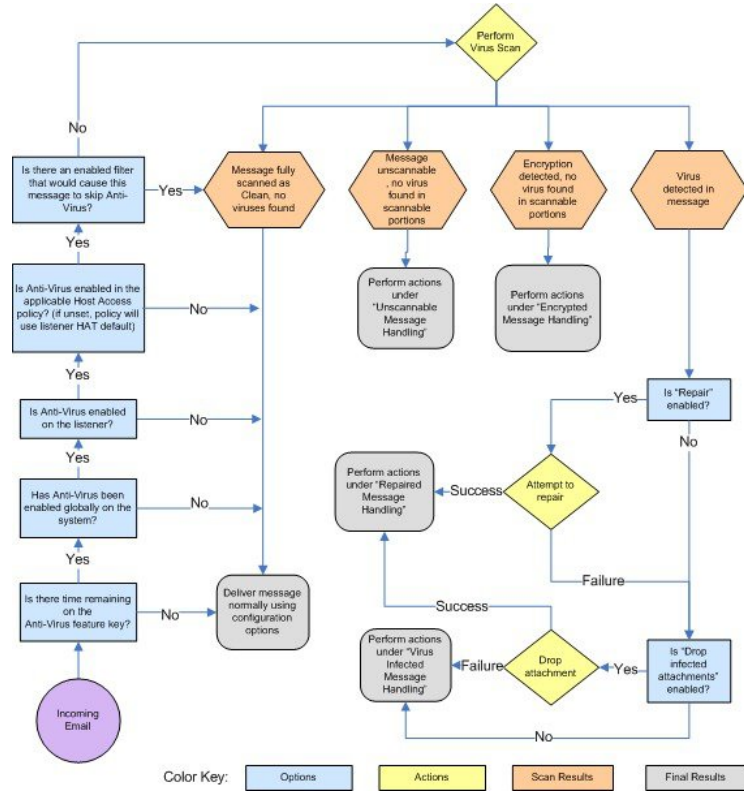 Perform
Virus Scan
No
Is there an enabled filter
that would cause this
message to skip Anti-
Virus?
Yes
Message fully
scanned as
Clean, no
viruses found
Message
unscannable
, no virus
found in
scannable
portions
Encryption
detected, no
virus found
in scannable
portions
Virus
detected in
message
Yes
Is Anti-Virus enabled in the
applicable Host Access
policy? (if unset, policy will
use listener HAT default)
No
Perform actions
under
"Unscannable
Message
Handling"
Perform actions
under "Encrypted
Message Handling"
Yes
Is Anti-Virus enabled
on the listener?
No
Is "Repair"
enabled?
Yes
No
Yes
Has Anti-Virus been
enabled globally on the
system?
No
Perform actions
under "Repaired
Message
Handling"
Success
Attempt to
repair
Failure
Yes
Is there time remaining
on the
Anti-Virus feature key?
No
Deliver message
normally using
configuration
options
Success
Perform actions
under "Virus
Infected
Message
Handling"
Failure
Drop
attachment
Yes
Is "Drop
infected
attachments"
enabled?
No
Incoming
Email
Color Key:
Options
Actions
Scan Results
Final Results